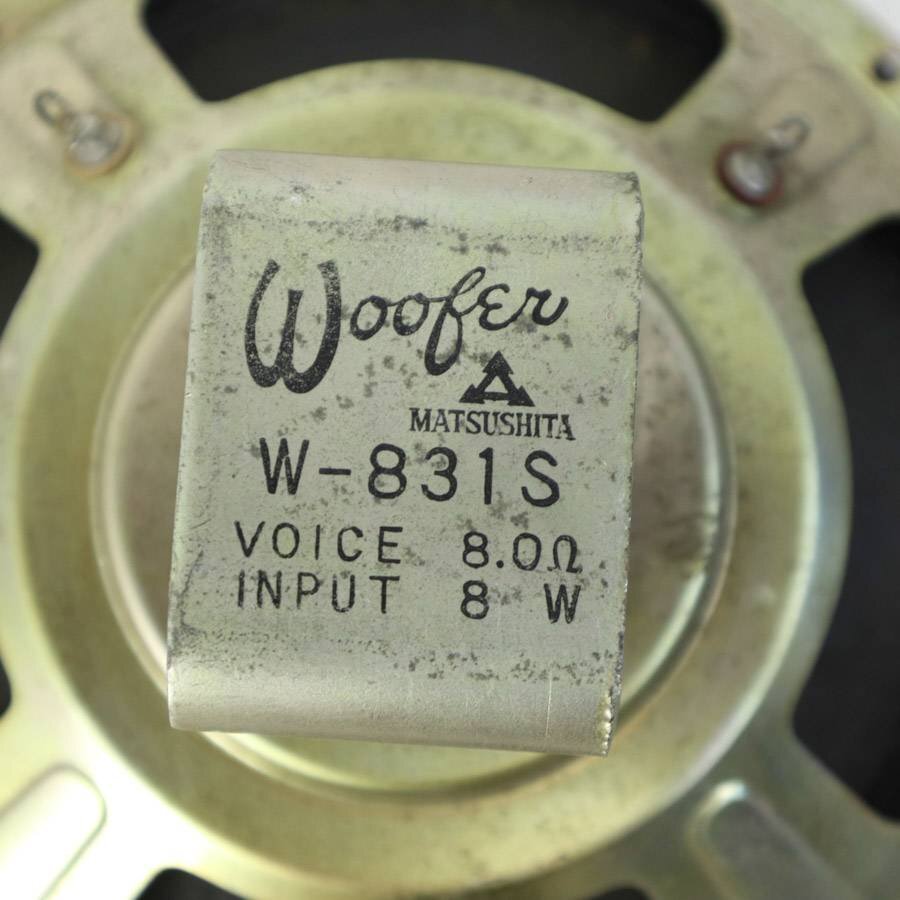 Woofer
MATSUSHITA
W-831S
VOICE 8.0Ω
INPUT 8 W